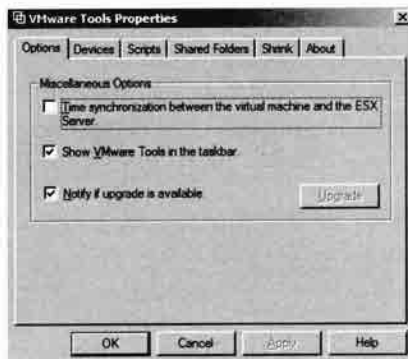 VMware Tools Properties
Options Devices Scripts Shared Folders Shrink About
Miscellaneous Options
Time synchronization between the virtual machine and the ESX
Server.
Show VMware Tools in the taskbar
Notify if upgrade is available
Upgrade
OK Cancel Apply Help